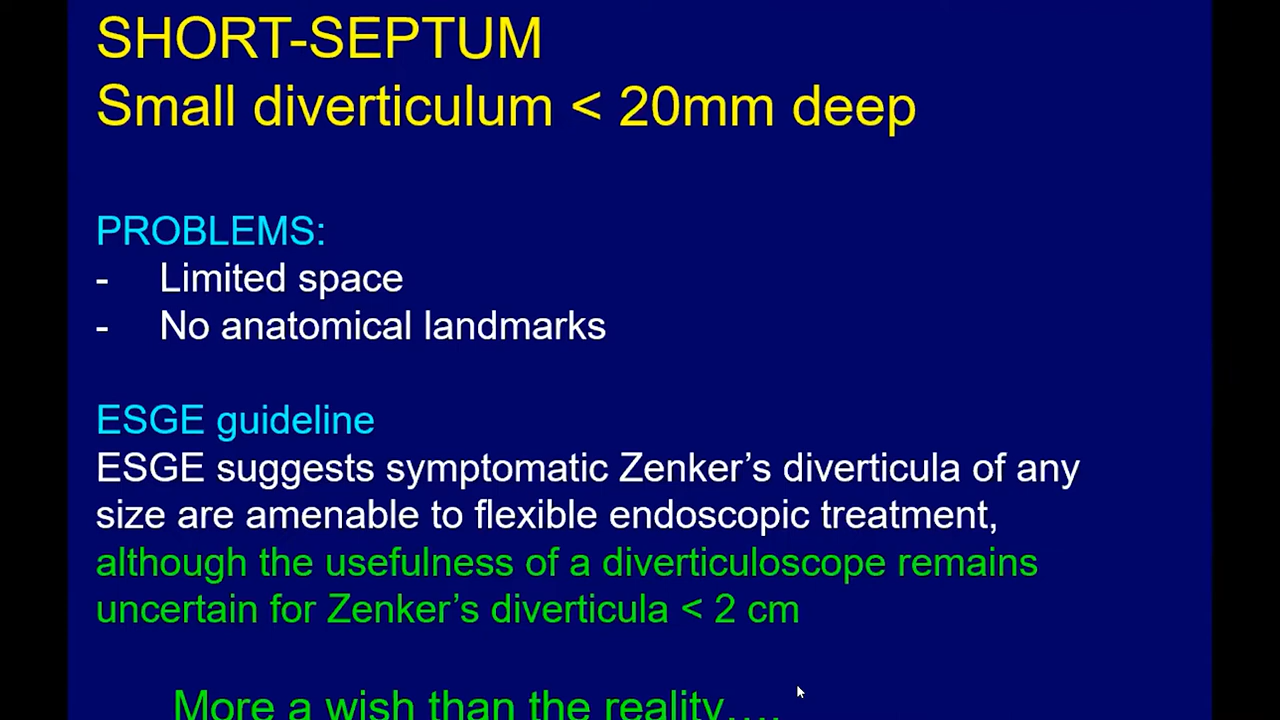 SHORT-SEPTUM
Small diverticulum < 20mm deep
PROBLEMS:
- Limited space
- No anatomical landmarks
ESGE guideline
ESGE suggests symptomatic Zenker’s diverticula of any
size are amenable to flexible endoscopic treatment,
although the usefulness of a diverticuloscope remains
uncertain for Zenker’s diverticula < 2 cm
More a wish than the reality....